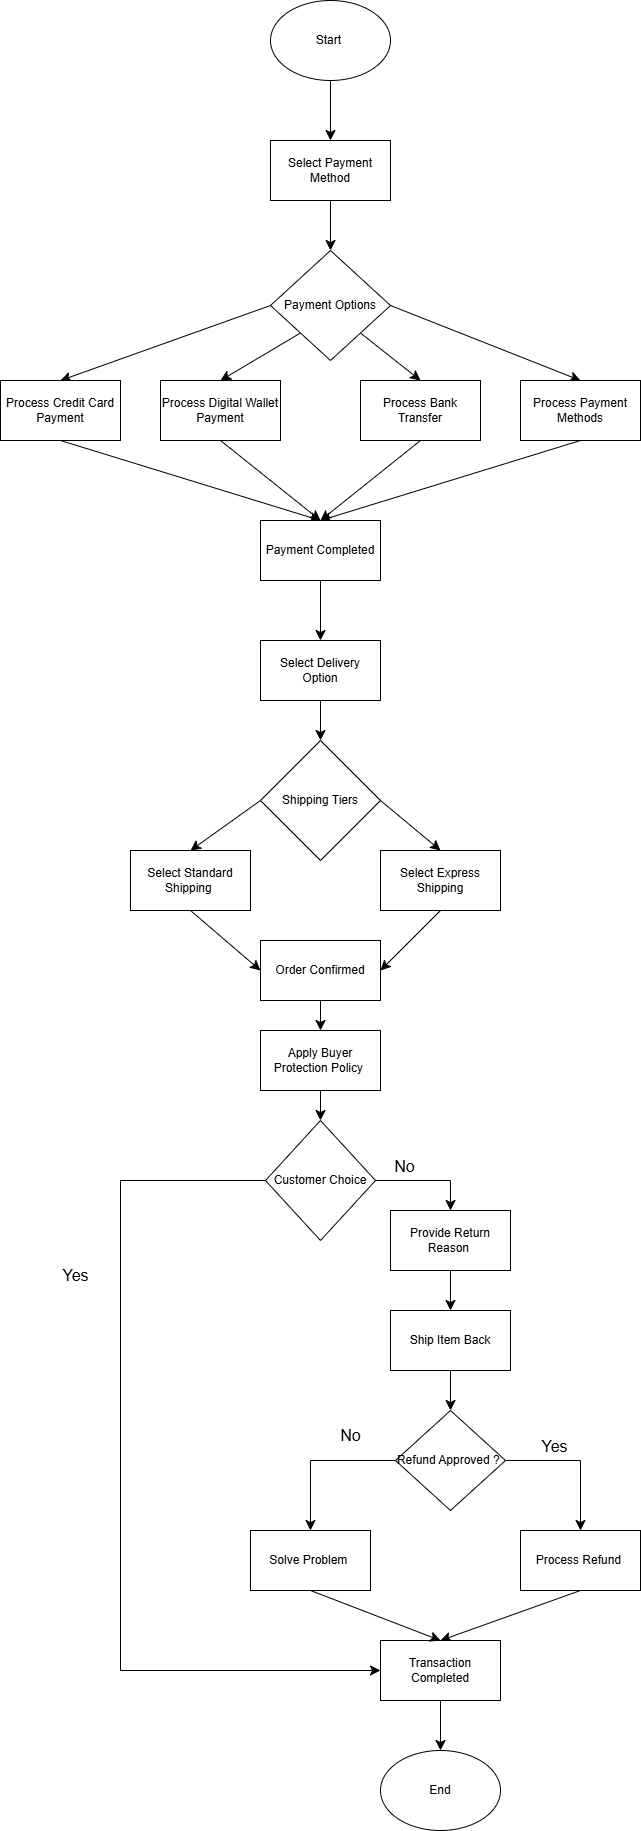 Start
Select Payment
Method
Payment Options
Process Credit Card
Payment
Process Digital Wallet
Payment
Process Bank
Transfer
Process Payment
Methods
Payment Completed
Select Delivery
Option
Shipping Tiers
Select Standard
Shipping
Select Express
Shipping
Order Confirmed
Apply Buyer
Protection Policy
Customer Choice
No
Yes
Provide Return
Reason
Ship Item Back
No
Yes
Refund Approved ?
Solve Problem
Process Refund
Transaction
Completed
End